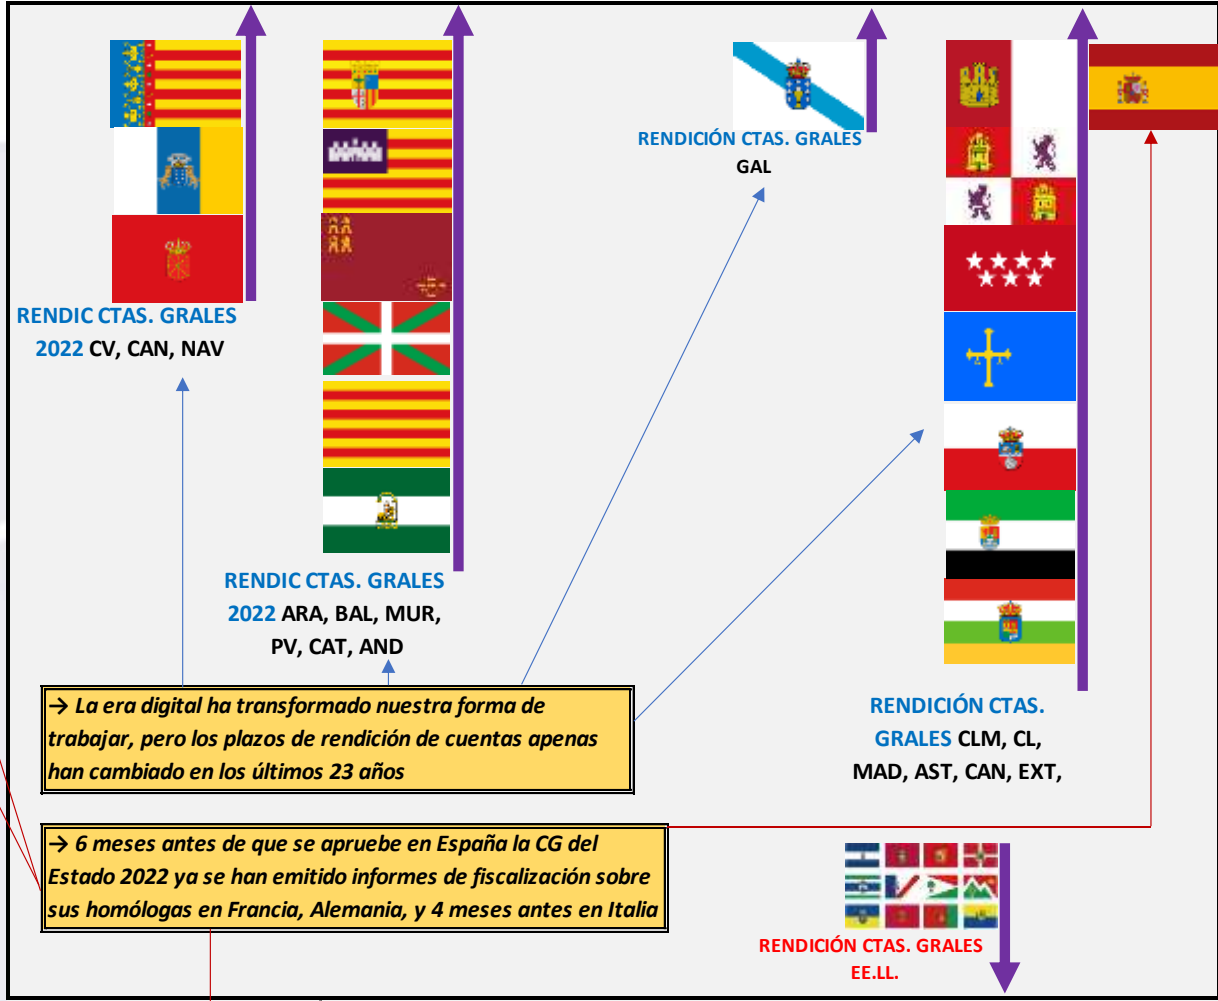 RENDIC CTAS. GRALES
2022 CV, CAN, NAV
RENDIC CTAS. GRALES
2022 ARA, BAL, MUR,
PV, CAT, AND
RENDICIÓN CTAS. GRALES
GAL
RENDICIÓN CTAS.
GRALES CLM, CL,
MAD, AST, CAN, EXT,
→ La era digital ha transformado nuestra forma de
trabajar, pero los plazos de rendición de cuentas apenas
han cambiado en los últimos 23 años
→ 6 meses antes de que se apruebe en España la CG del
Estado 2022 ya se han emitido informes de fiscalización sobre
sus homólogas en Francia, Alemania, y 4 meses antes en Italia
RENDICIÓN CTAS. GRALES
EE.LL.